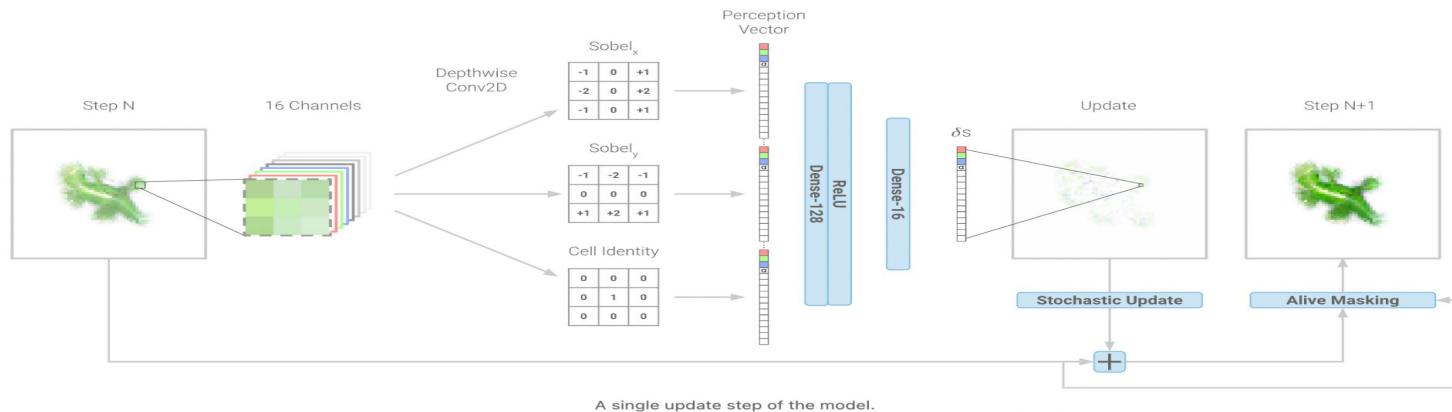 Step N
16 Channels
Depthwise
Conv2D
Sobelx
-1 0 +1
-2 0 +2
-1 0 +1
Sobely
-1 -2 -1
0 0 0
+1 +2 +1
Cell Identity
0 0 0
0 1 0
0 0 0
Perception
Vector
α
α
α
Dense-128
ReLU
Dense-16
δs
α
Update
Stochastic Update
+
Step N+1
Alive Masking
A single update step of the model.